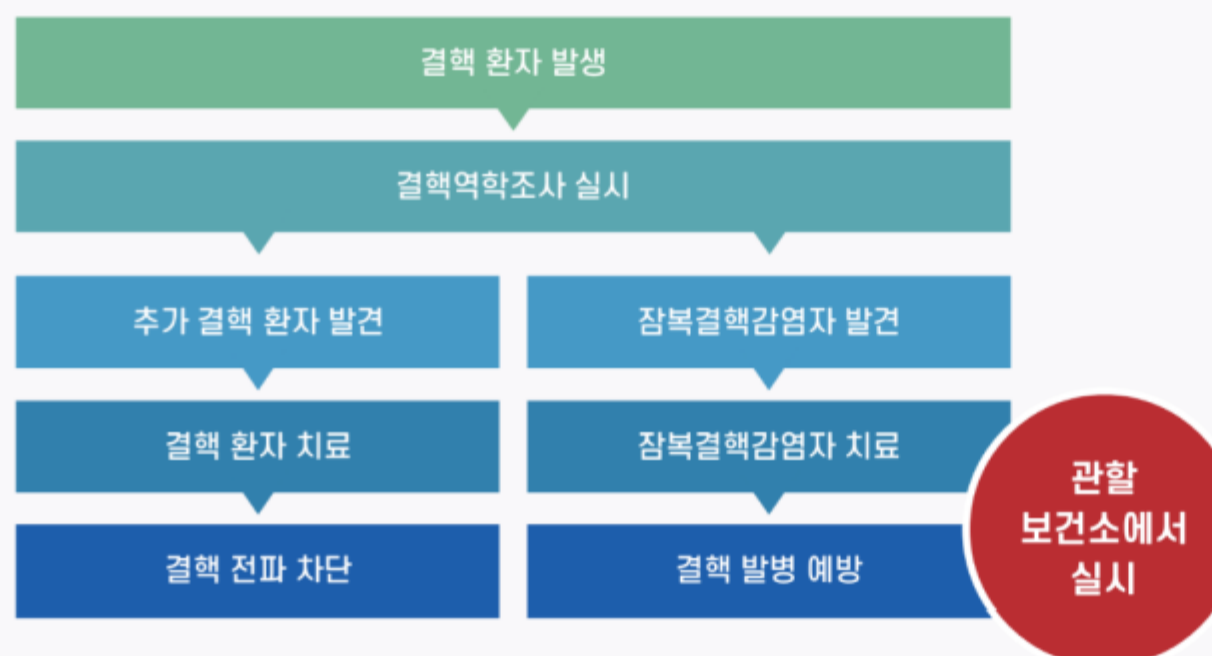 결핵 환자 발생
결핵역학조사 실시
추가 결핵 환자 발견
잠복결핵감염자 발견
결핵 환자 치료
잠복결핵감염자 치료
결핵 전파 차단
결핵 발병 예방
관할
보건소에서
실시